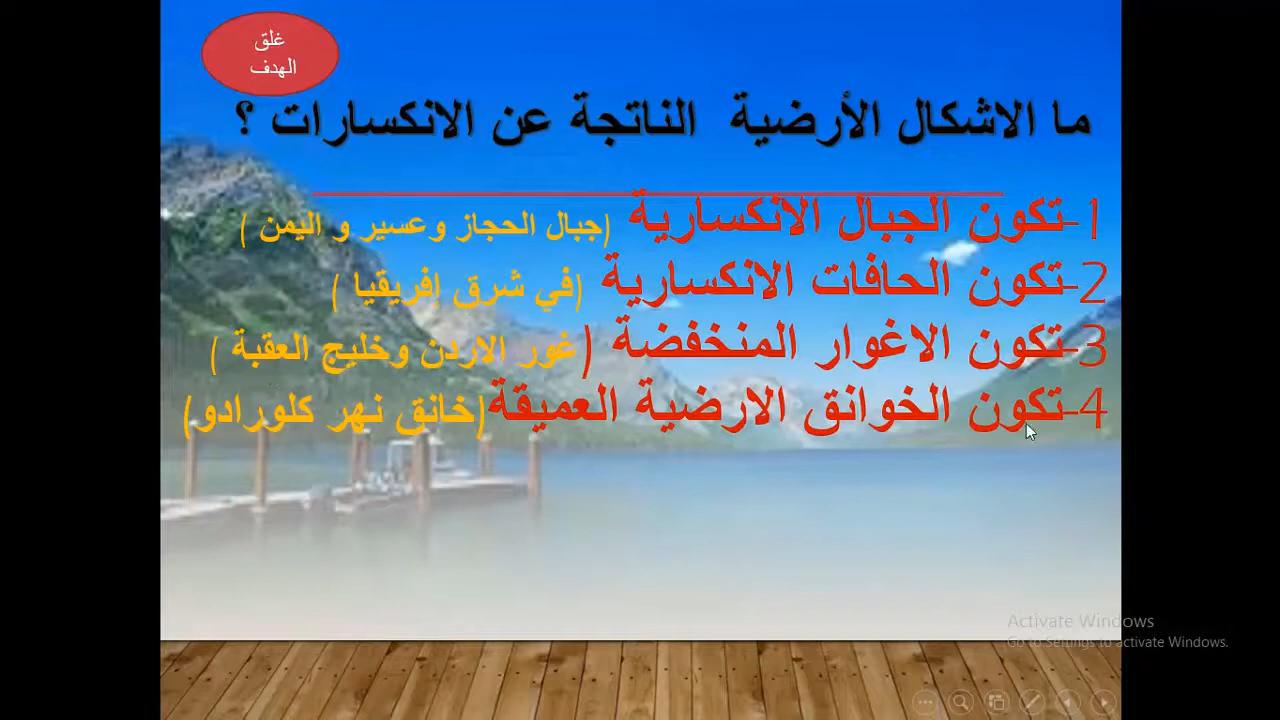 غلق
الهدف
ما الاشكال الأرضية الناتجة عن الانكسارات ؟
1-تكون الجبال الانكسارية (جبال الحجاز وعسير و اليمن )
2-تكون الحافات الانكسارية (في شرق إفريقيا )
3-تكون الاغوار المنخفضة (غور الاردن وخليج العقبة )
4-تكون الخوانق الارضية العميقة(خانق نهر كلورادو)
Activate Windows
Go to Settings to activate Windows.